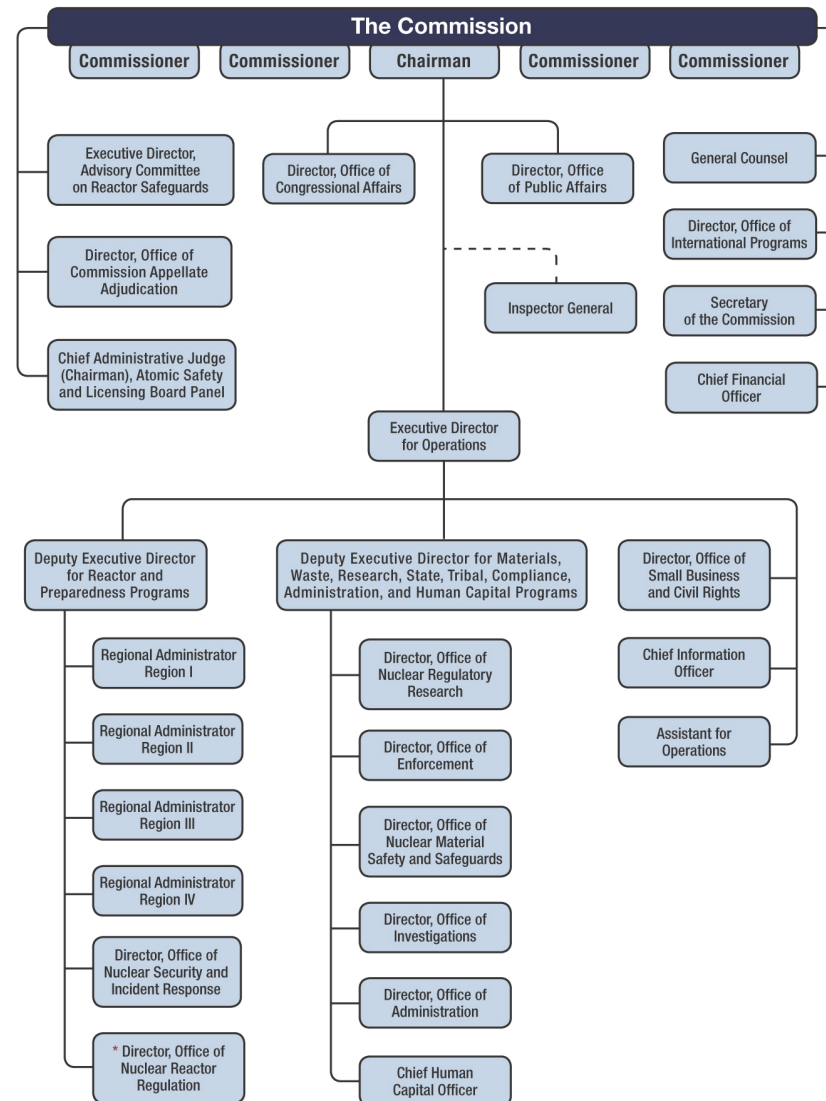 The Commission
Commissioner
Commissioner
Chairman
Commissioner
Commissioner
Executive Director,
Advisory Committee
on Reactor Safeguards
Director, Office of
Congressional Affairs
Director, Office
of Public Affairs
General Counsel
Director, Office of
Commission Appellate
Adjudication
Director, Office of
International Programs
Inspector General
Secretary
of the Commission
Chief Administrative Judge
(Chairman), Atomic Safety
and Licensing Board Panel
Chief Financial
Officer
Executive Director
for Operations
Deputy Executive Director
for Reactor and
Preparedness Programs
Deputy Executive Director for Materials,
Waste, Research, State, Tribal, Compliance,
Administration, and Human Capital Programs
Director, Office of
Small Business
and Civil Rights
Regional Administrator
Region I
Regional Administrator
Region II
Regional Administrator
Region III
Regional Administrator
Region IV
Director, Office of
Nuclear Security and
Incident Response
* Director, Office of
Nuclear Reactor
Regulation
Director, Office of
Nuclear Regulatory
Research
Director, Office of
Enforcement
Director, Office of
Nuclear Material
Safety and Safeguards
Director, Office of
Investigations
Director, Office of
Administration
Chief Human
Capital Officer
Chief Information
Officer
Assistant for
Operations